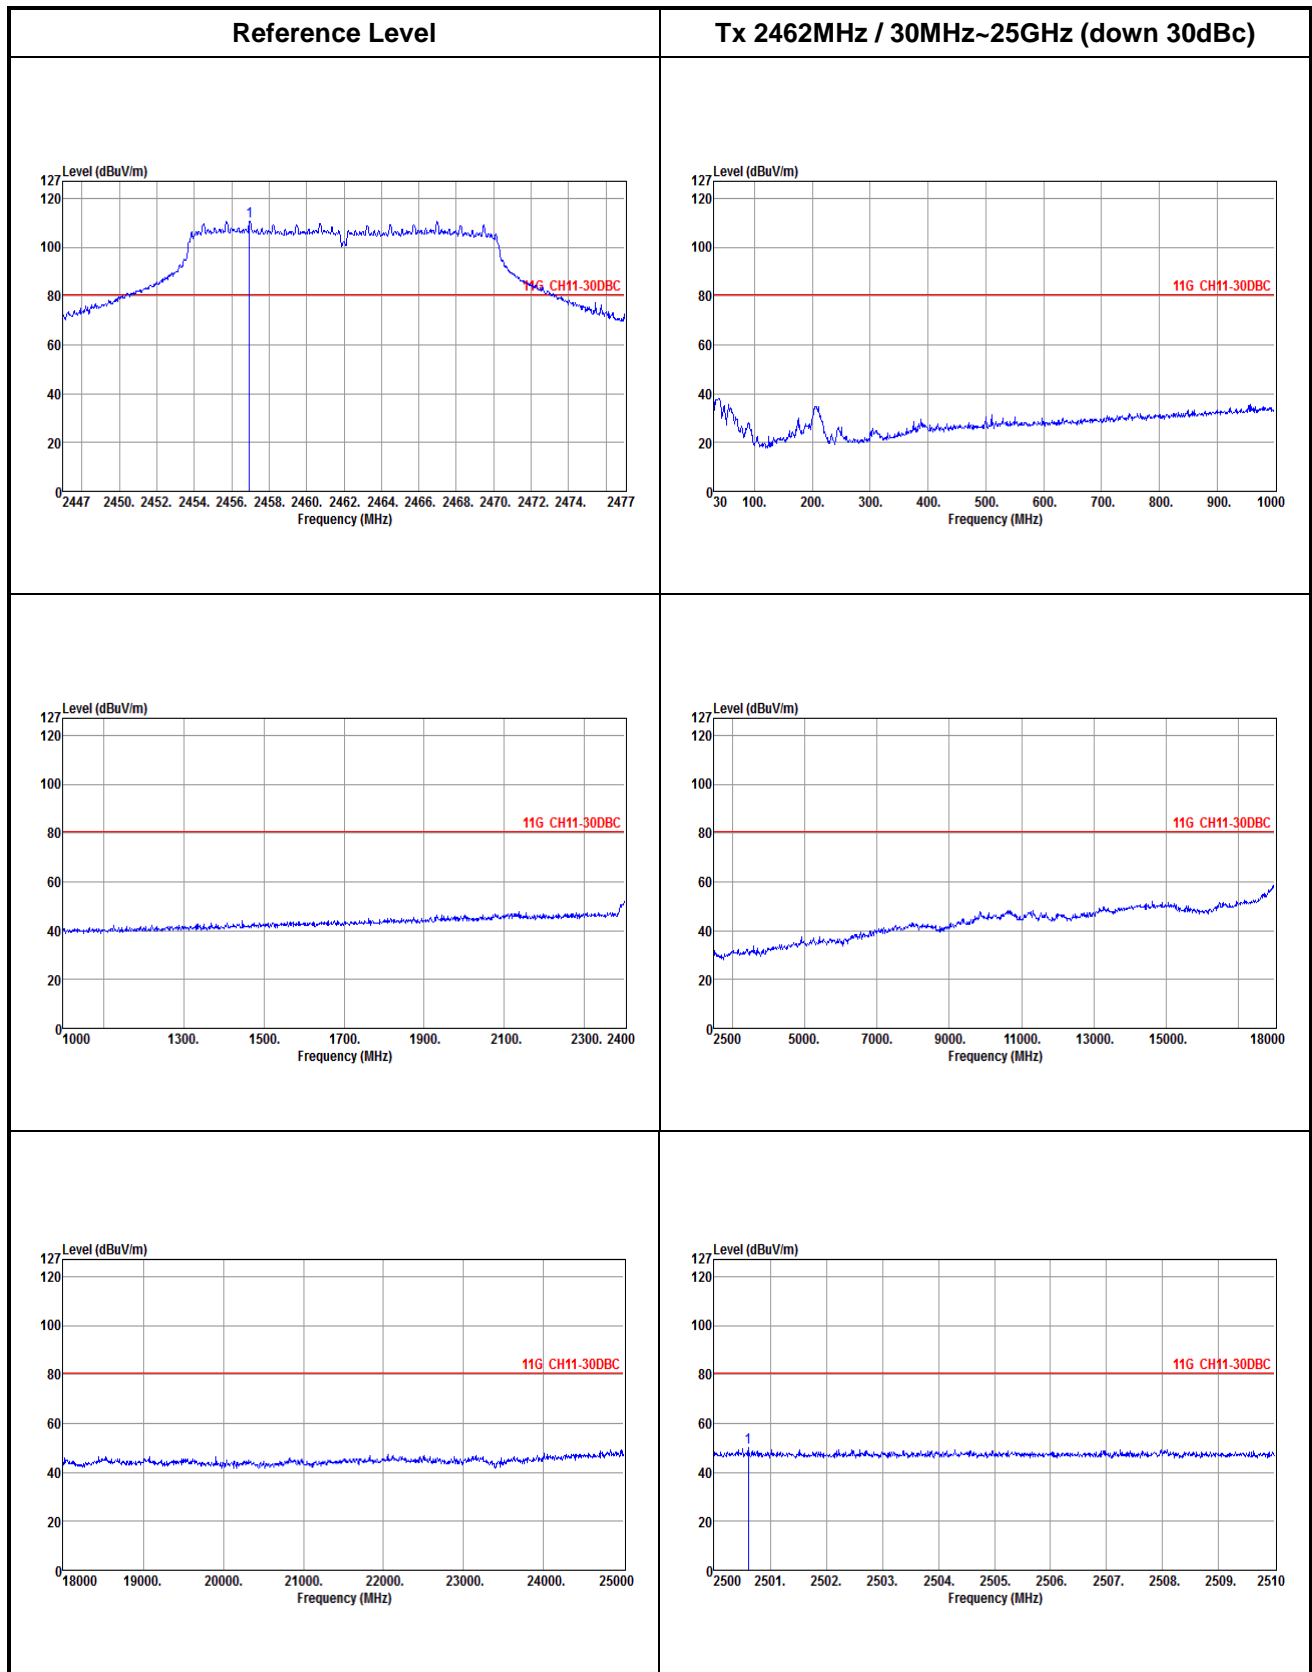 Reference Level
Tx 2462MHz / 30MHz~25GHz (down 30dBc)
Level (dBuV/m)
127
120
100
80
60
40
20
0
1
11G CH11-30DBC
2447 2450. 2452. 2454. 2456. 2458. 2460. 2462. 2464. 2466. 2468. 2470. 2472. 2474. 2477
Frequency (MHz)
Level (dBuV/m)
127
120
100
80
60
40
20
0
11G CH11-30DBC
30 100. 200. 300. 400. 500. 600. 700. 800. 900. 1000
Frequency (MHz)
Level (dBuV/m)
127
120
100
80
60
40
20
0
11G CH11-30DBC
1000 1300. 1500. 1700. 1900. 2100. 2300. 2400
Frequency (MHz)
Level (dBuV/m)
127
120
100
80
60
40
20
0
11G CH11-30DBC
2500 5000. 7000. 9000. 11000. 13000. 15000. 18000
Frequency (MHz)
Level (dBuV/m)
127
120
100
80
60
40
20
0
11G CH11-30DBC
18000 19000. 20000. 21000. 22000. 23000. 24000. 25000
Frequency (MHz)
Level (dBuV/m)
127
120
100
80
60
40
20
0
1
11G CH11-30DBC
2500 2501. 2502. 2503. 2504. 2505. 2506. 2507. 2508. 2509. 2510
Frequency (MHz)